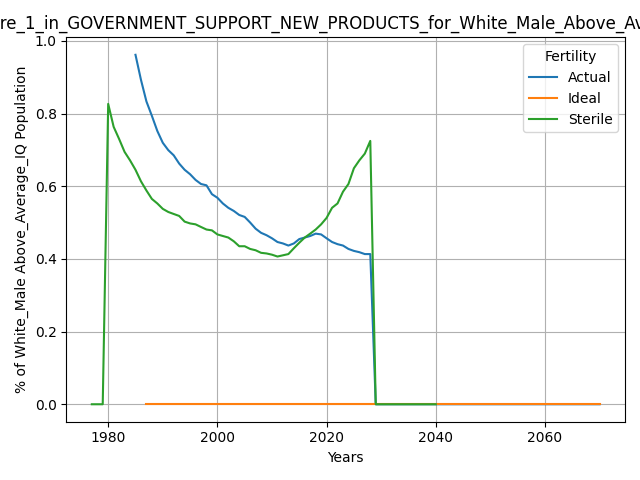 re_1_in_GOVERNMENT_SUPPORT_NEW_PRODUCTS_for_White_Male_Above_Av
1.0
0.8
0.6
0.4
0.2
0.0
% of White_Male Above_Average_IQ Population
Fertility
Actual
Ideal
Sterile
1980
2000
2020
2040
2060
Years